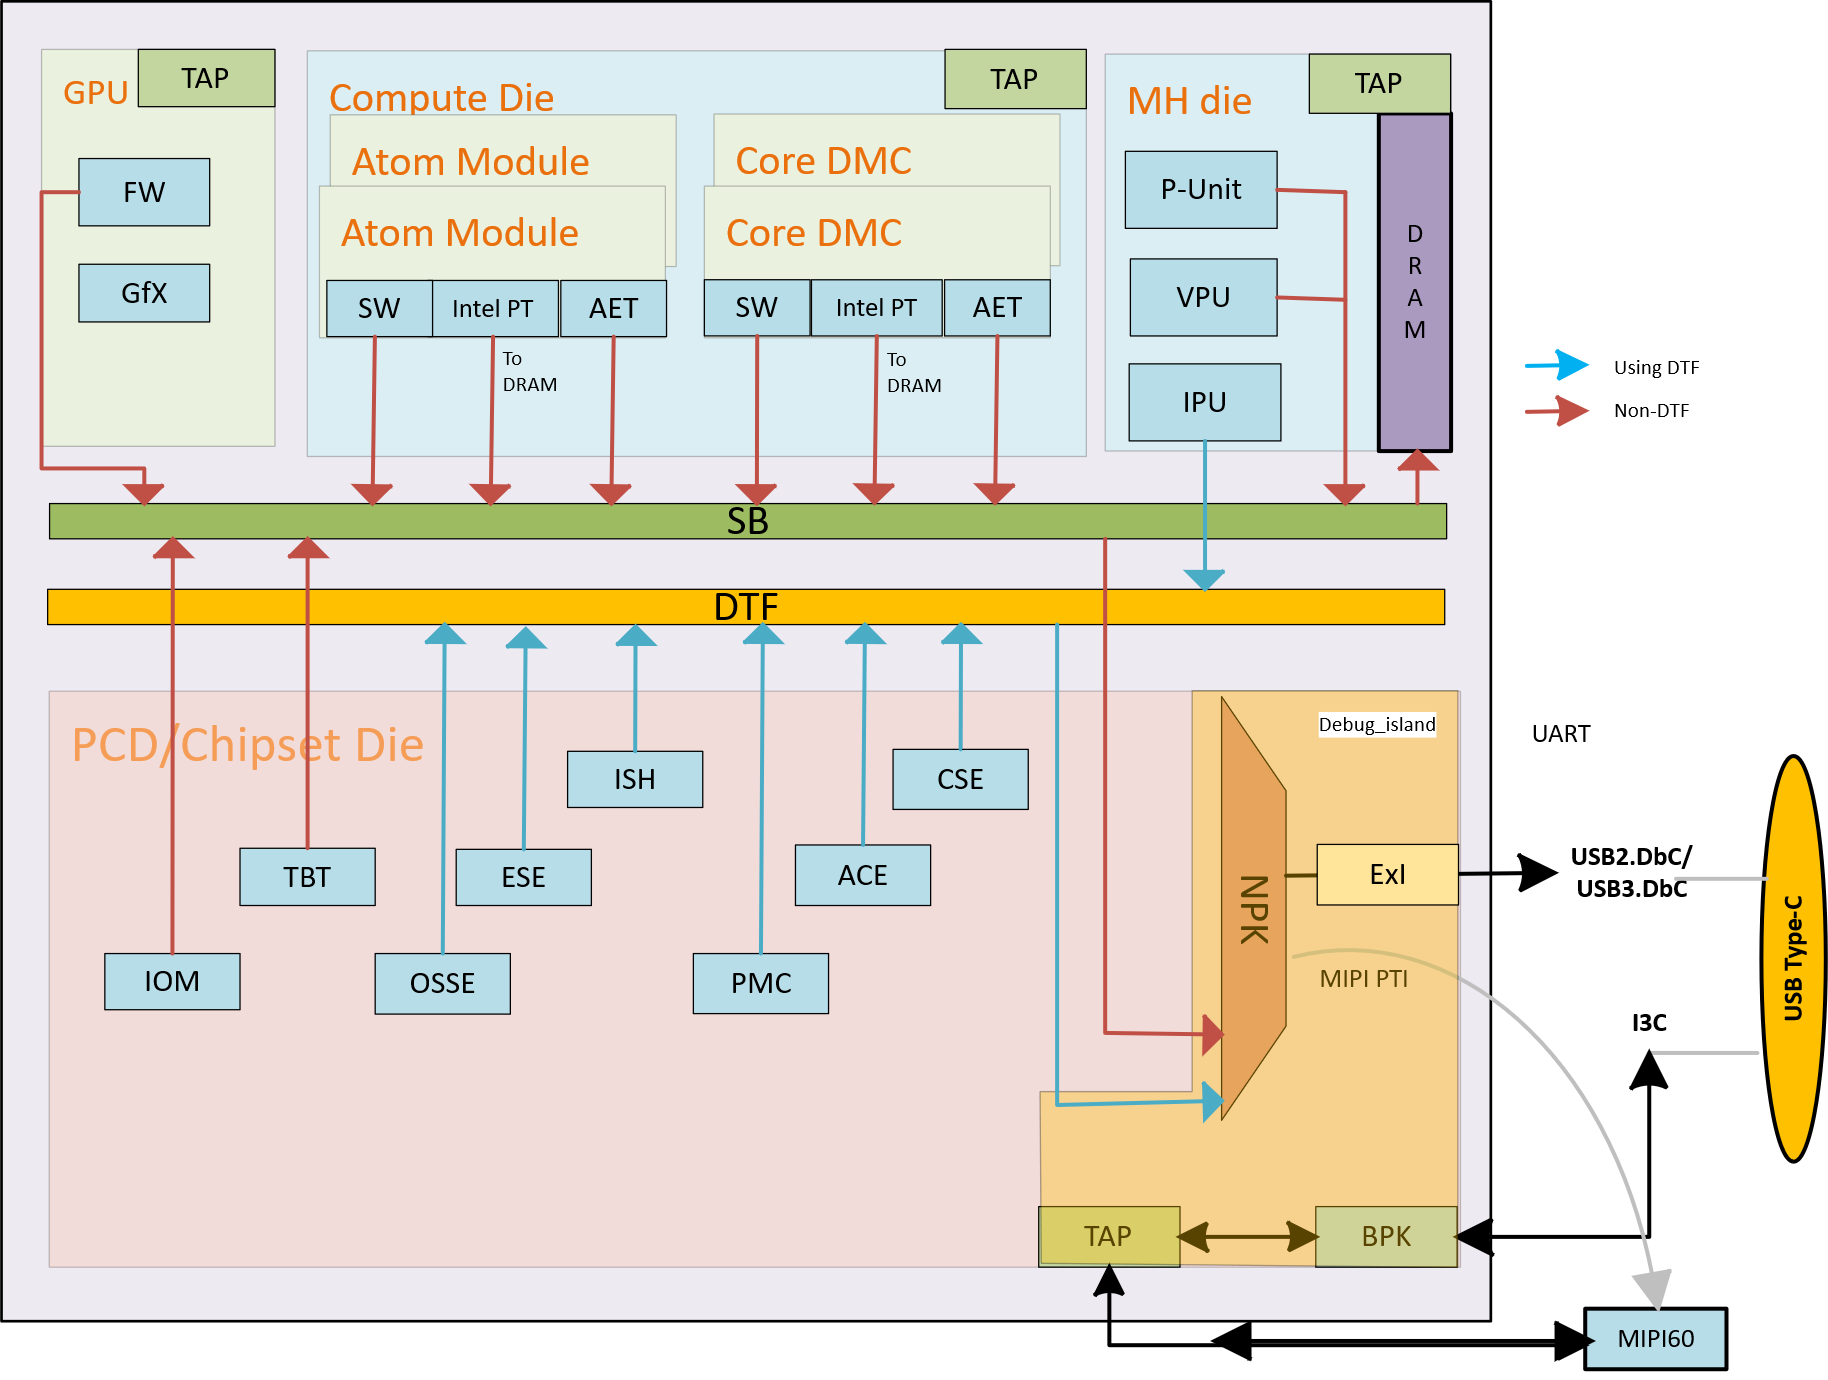 GPU
TAP
FW
GfX
Compute Die
TAP
Atom Module
Atom Module
SW
Intel PT
AET
To
DRAM
Core DMC
Core DMC
SW
Intel PT
AET
To
DRAM
MH die
TAP
P-Unit
VPU
IPU
D
R
A
M
Using DTF
Non-DTF
SB
DTF
PCD/Chipset Die
ISH
CSE
TBT
ESE
ACE
IOM
OSSE
PMC
Debug_island
NPK
ExI
MIPI PTI
TAP
BPK
UART
USB2.DbC/
USB3.DbC
I3C
USB Type-C
MIPI60